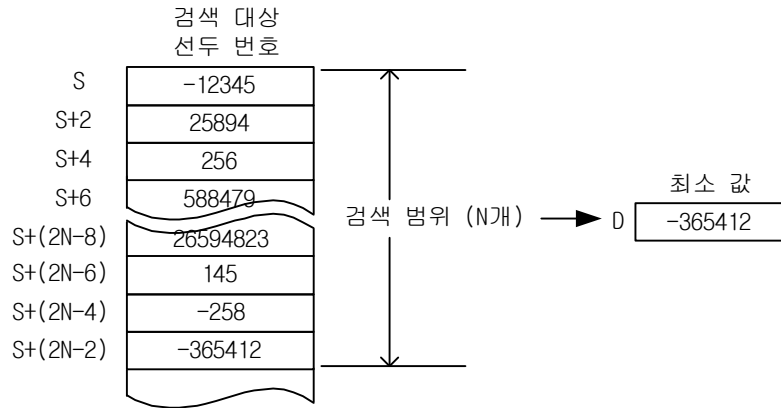 검색 대상
선두 번호
S -12345
S+2 25894
S+4 256
S+6 588479
S+(2N-8) 26594823
S+(2N-6) 145
S+(2N-4) -258
S+(2N-2) -365412
검색 범위 (N개)
최소 값
D -365412